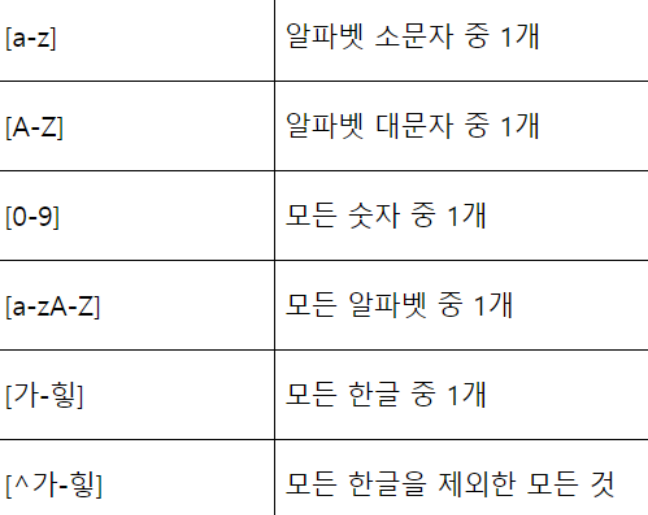 [a-z] 알파벳 소문자 중 1개
[A-Z] 알파벳 대문자 중 1개
[0-9] 모든 숫자 중 1개
[a-zA-Z] 모든 알파벳 중 1개
[가-힣] 모든 한글 중 1개
[^가-힣] 모든 한글을 제외한 모든 것